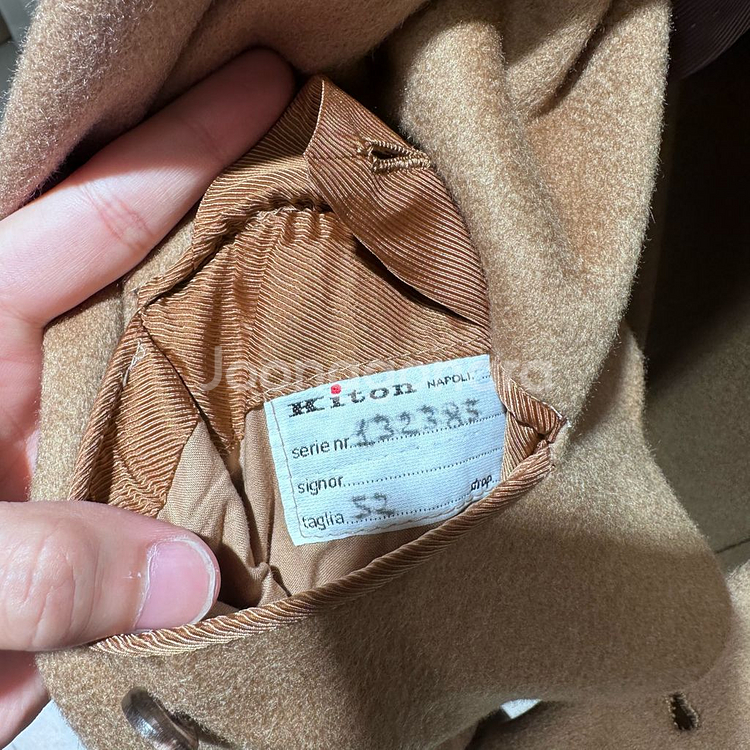 Kiton NAPOLI
serie nr. 132385
signor
drop.
taglia 52